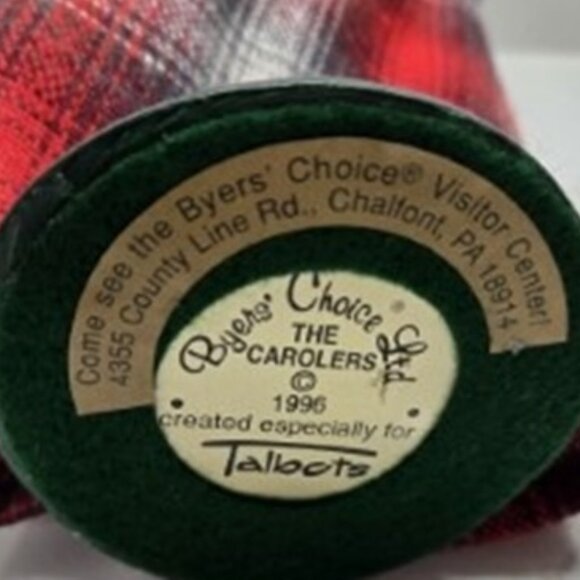 Come see the Byers' Choice® Visitor Center!
4355 County Line Rd., Chalfont, PA 18914
Byers' Choice Ltd ®
THE
CAROLERS
©
1996
created especially for
Talbots